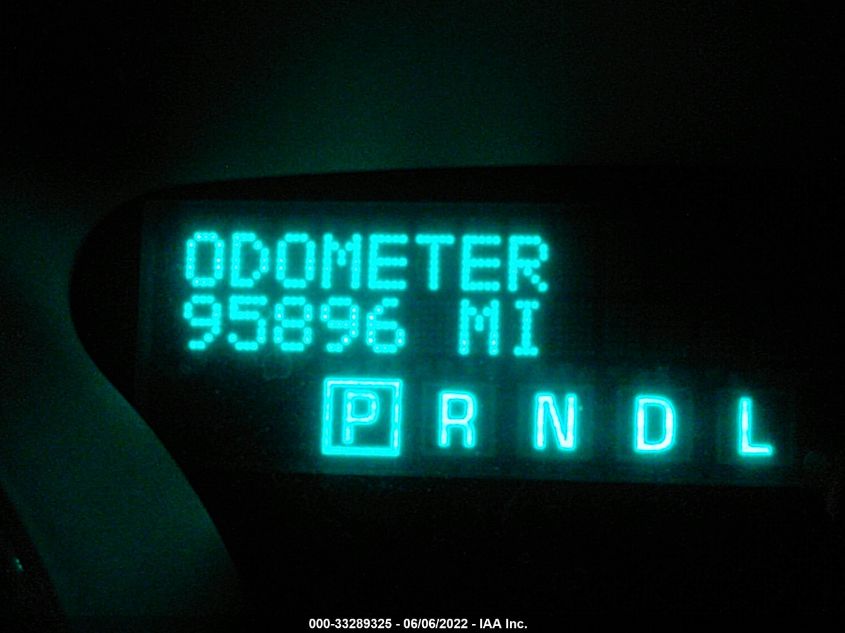 ODOMETER
95896 MI
P R N D L
000-33289325 - 06/06/2022 - IAA Inc.